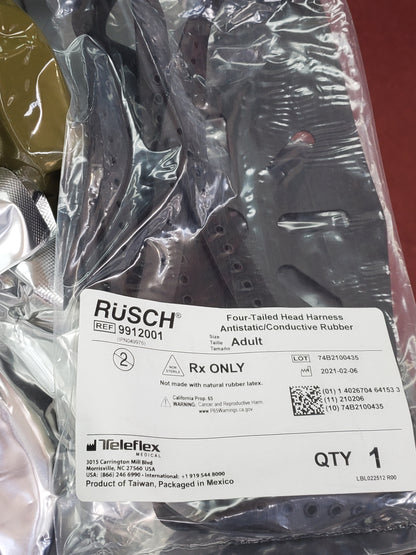 RÜSCH®
REF 9912001
(PN049975)
Four-Tailed Head Harness
Antistatic/Conductive Rubber
Size
Taille
Tamaño
Adult
2
NON STERILE
Rx ONLY
Not made with natural rubber latex.
LOT 74B2100435
2021-02-06
California Prop. 65
WARNING: Cancer and Reproductive Harm.
www.P65Warnings.ca.gov
(01) 1 4026704 64153 3
(11) 210206
(10) 74B2100435
Teleflex
MEDICAL
3015 Carrington Mill Blvd
Morrisville, NC 27560 USA
USA: (866) 246 6990 · International: +1 919 544 8000
Product of Taiwan, Packaged in Mexico
QTY 1
LBL022512 R00